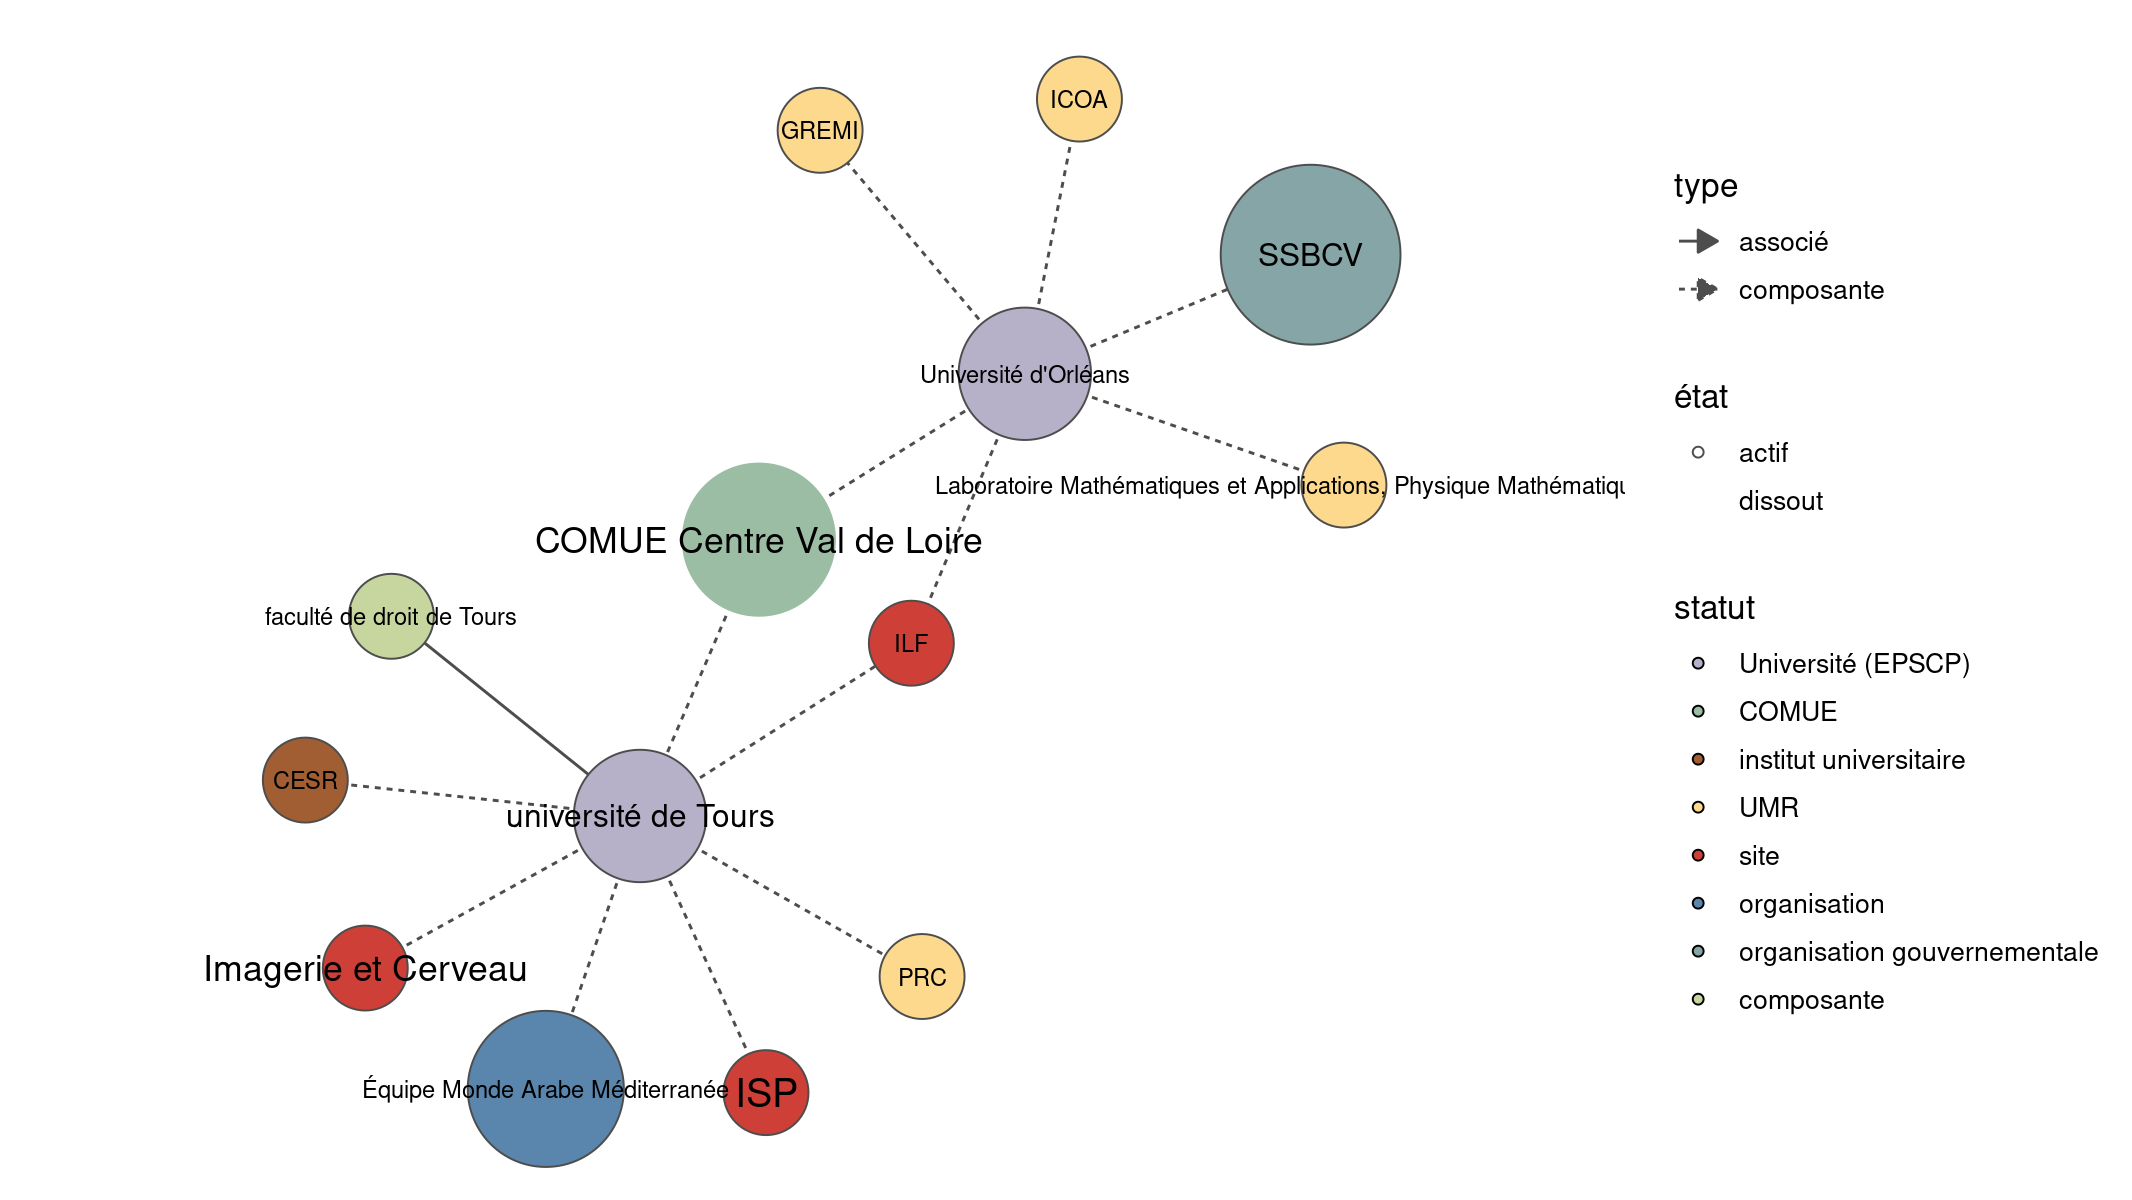 ICOA
GREMI
SSBCV
Université d'Orléans
Laboratoire Mathématiques et Applications, Physique
COMUE Centre Val de Loire
faculté de droit de Tours
ILF
CESR
université de Tours
Imagerie et Cerveau
PRC
Équipe Monde Arabe Méditerranée
ISP
type
associé
composante
état
actif
dissout
statut
Université (EPSCP)
COMUE
institut universitaire
UMR
site
organisation
organisation gouvernementale
composante